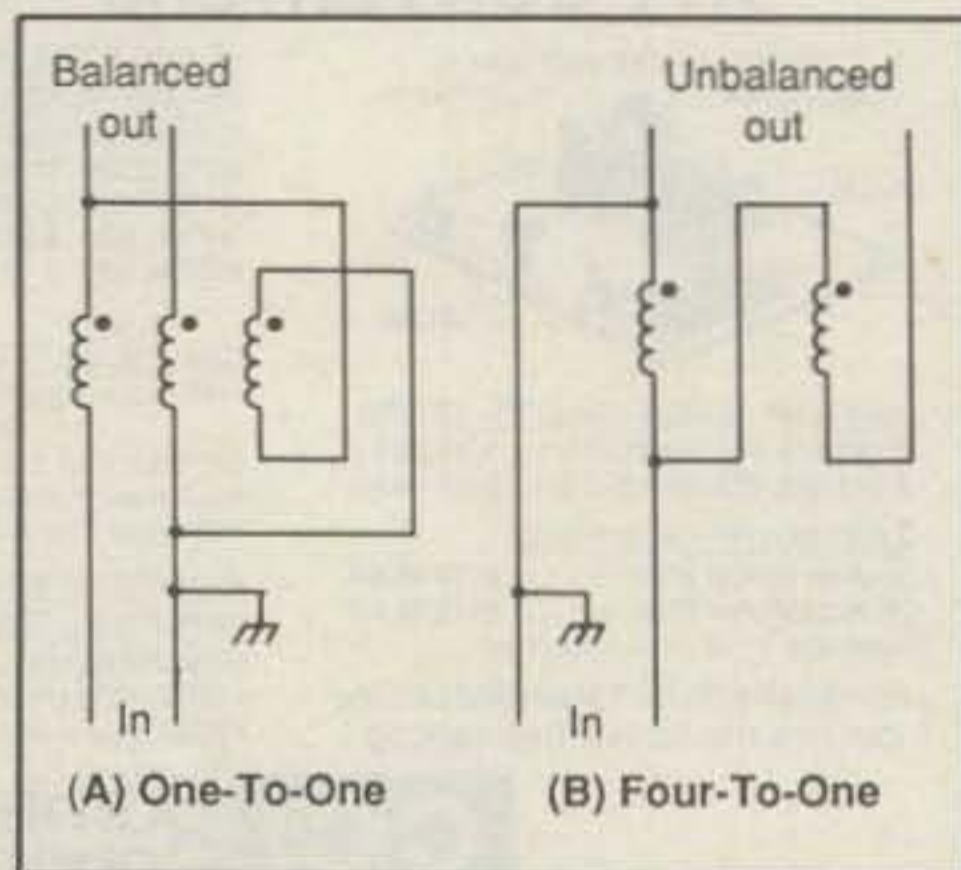 Balanced
out
Unbalanced
out
In
In
(A) One-To-One
(B) Four-To-One